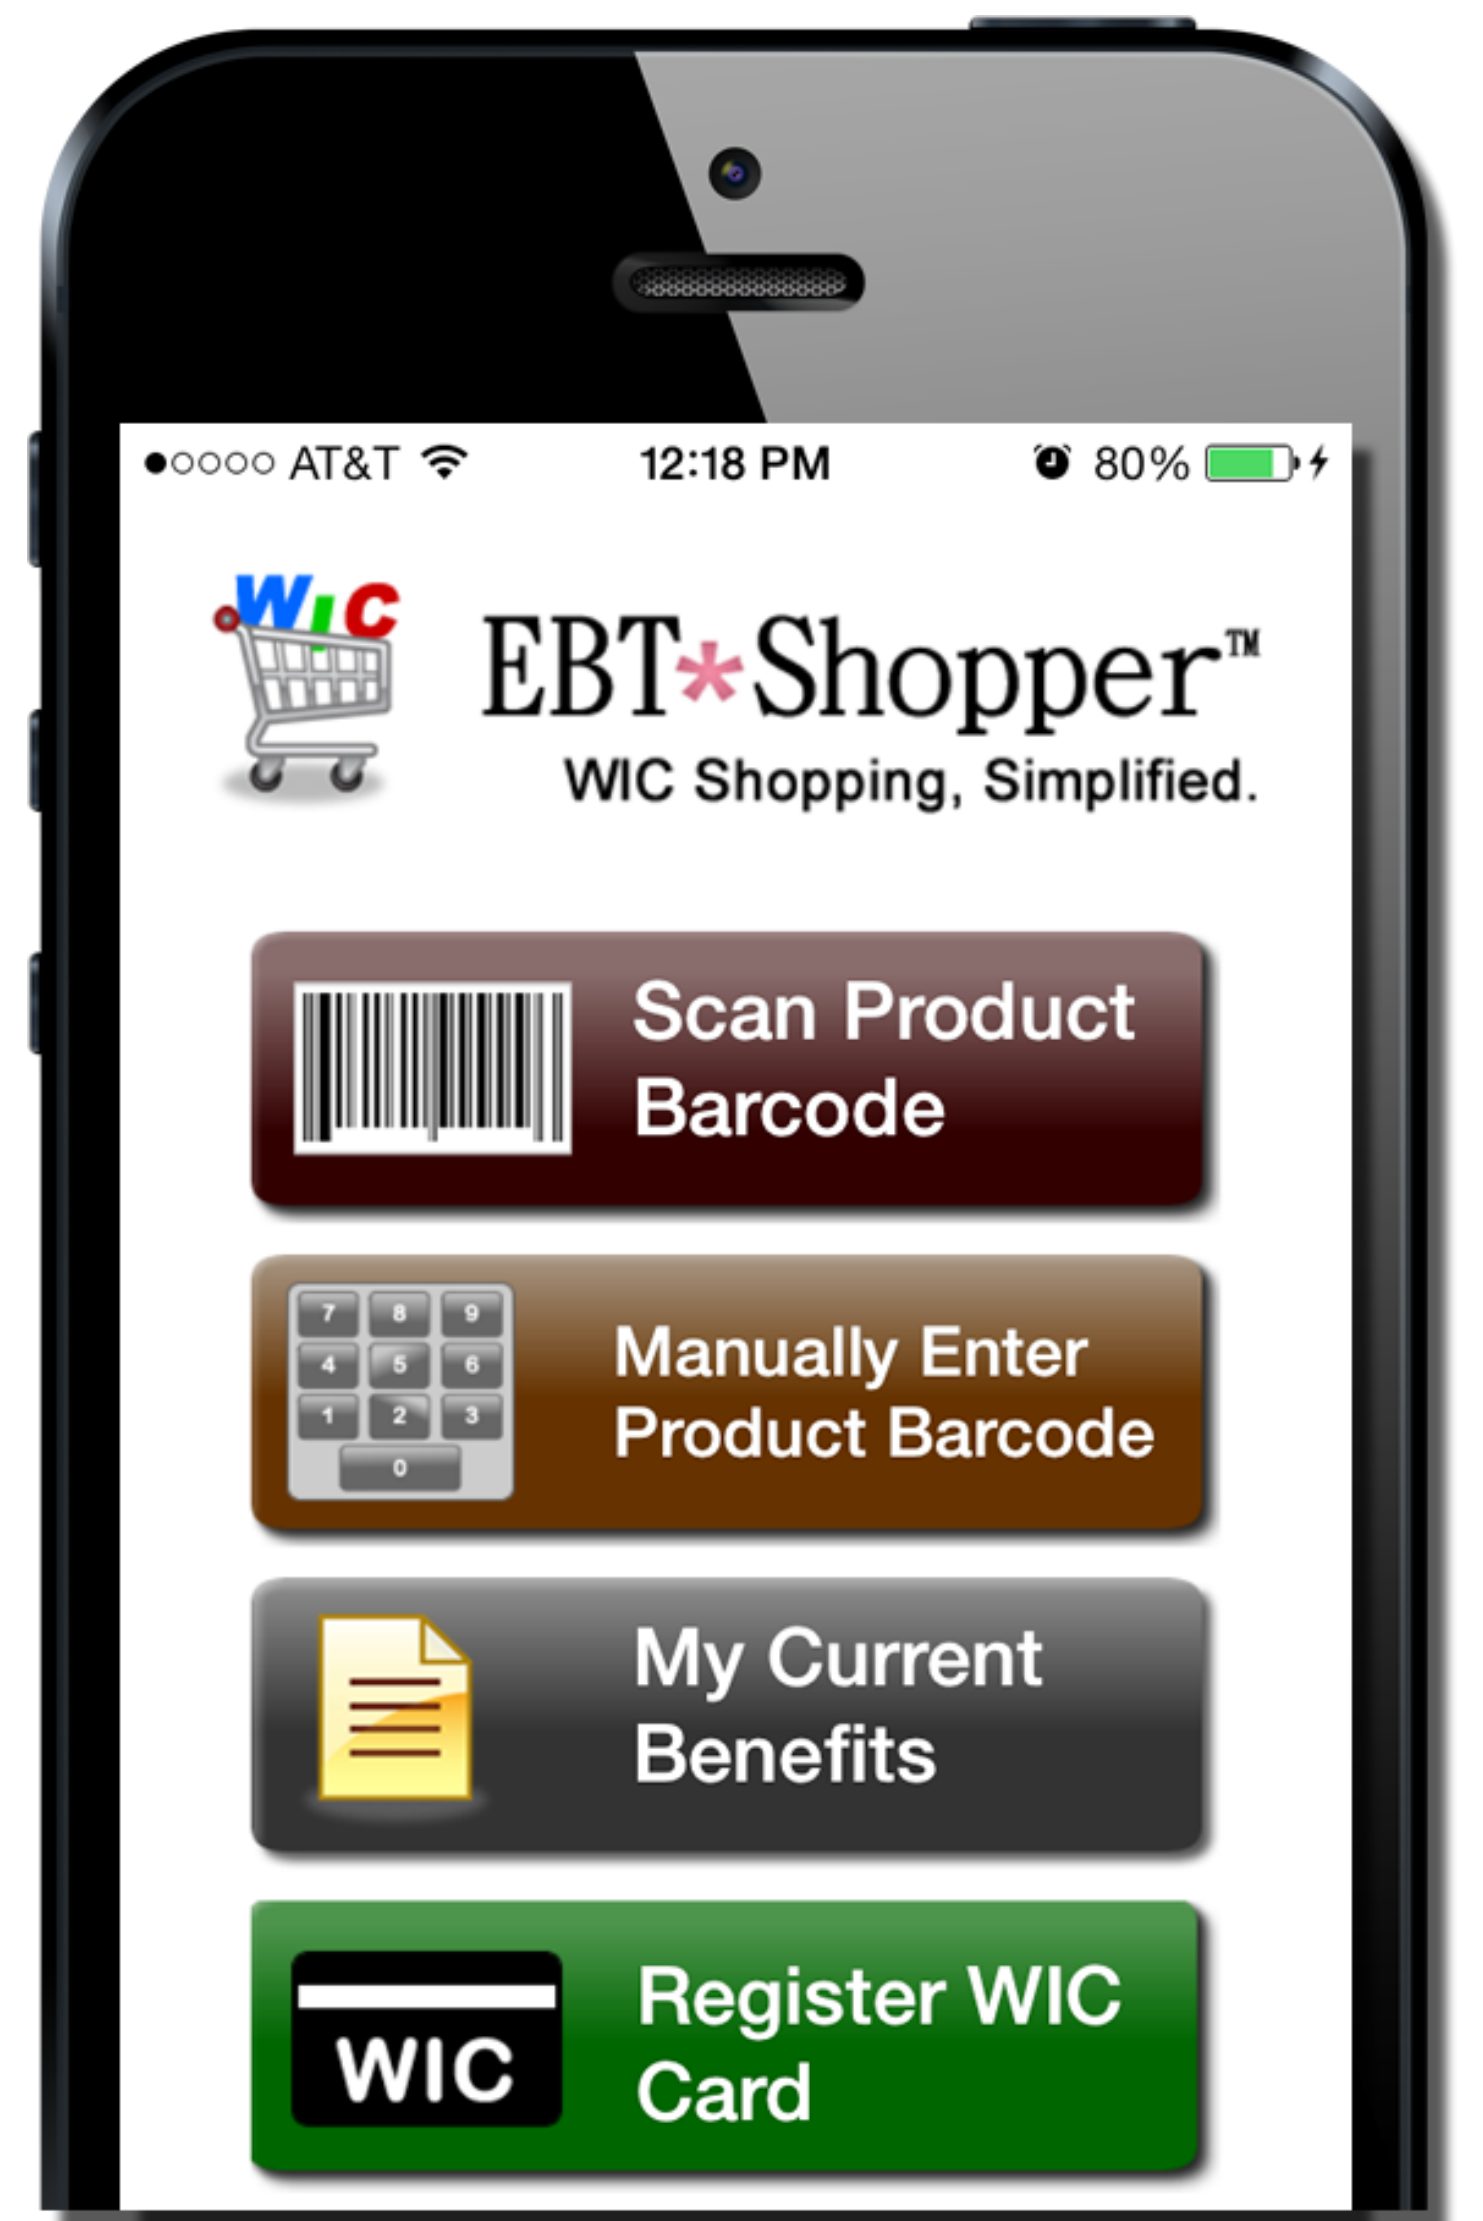 AT&T 12:18 PM 80%
WIC
EBT*Shopper™
WIC Shopping, Simplified.
Scan Product
Barcode
7 8 9
4 5 6
1 2 3
0
Manually Enter
Product Barcode
My Current
Benefits
WIC
Register WIC
Card